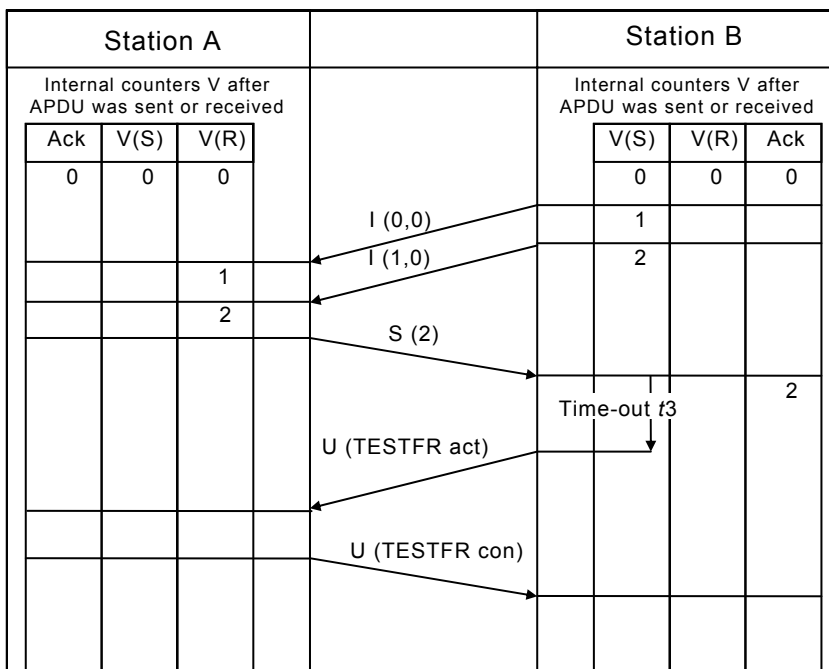 Station A
Station B
Internal counters V after
APDU was sent or received
Internal counters V after
APDU was sent or received
Ack V(S) V(R)
V(S) V(R) Ack
0 0 0
0 0 0
I (0,0)
1
I (1,0)
2
1
2
S (2)
2
Time-out t3
U (TESTFR act)
U (TESTFR con)